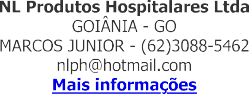 NL Produtos Hospitalares Ltda
GOIÂNIA - GO
MARCOS JUNIOR - (62)3088-5462
nlph@hotmail.com
Mais informações